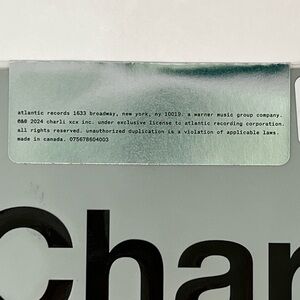 atlantic records 1633 broadway, new york, ny 10019. a warner music group company.
℗&© 2024 charli xcx inc. under exclusive license to atlantic recording corporation.
all rights reserved. unauthorized duplication is a violation of applicable laws.
made in canada. 075678604003
Char